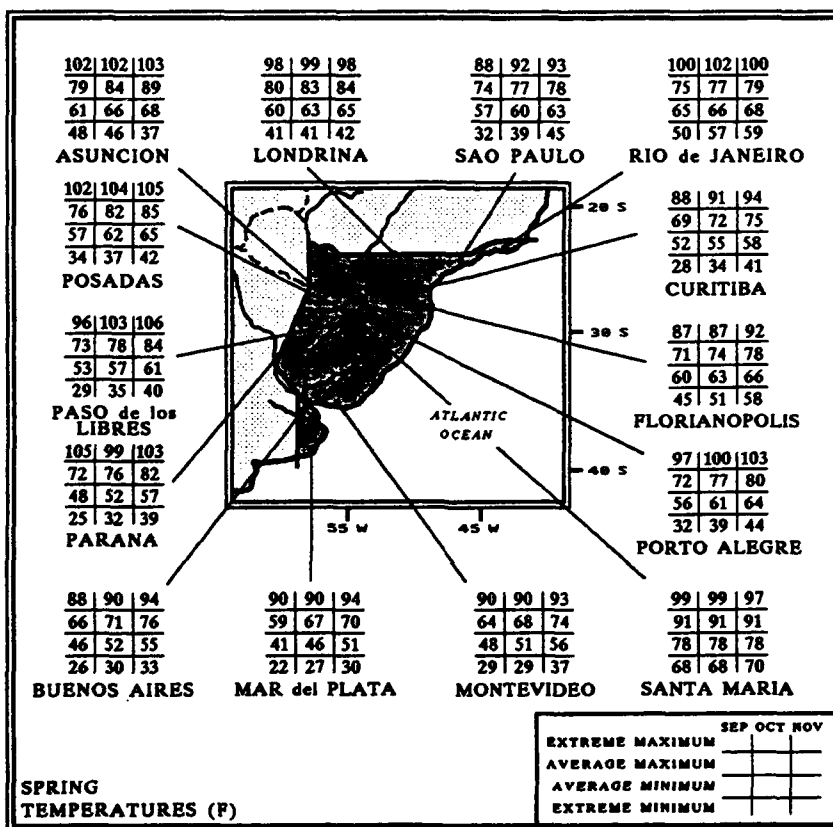 102 102 103
79 84 89
61 66 68
48 46 37
ASUNCION
98 99 98
80 83 84
60 63 65
41 41 42
LONDRINA
88 92 93
74 77 78
57 60 63
32 39 45
SAO PAULO
100 102 100
75 77 79
65 66 68
50 57 59
RIO de JANEIRO
102 104 105
76 82 85
57 62 65
34 37 42
POSADAS
88 91 94
69 72 75
52 55 58
28 34 41
CURITIBA
96 103 106
73 78 84
53 57 61
29 35 40
PASO de los
LIBRES
87 87 92
71 74 78
60 63 66
45 51 58
FLORIANOPOLIS
105 99 103
72 76 82
48 52 57
25 32 39
PARANA
97 100 103
72 77 80
56 61 64
32 39 44
PORTO ALEGRE
20 S
30 S
40 S
ATLANTIC
OCEAN
55 W
45 W
88 90 94
66 71 76
46 52 55
26 30 33
BUENOS AIRES
90 90 94
59 67 70
41 46 51
22 27 30
MAR del PLATA
90 90 93
64 68 74
48 51 56
29 29 37
MONTEVIDEO
99 99 97
91 91 91
78 78 78
68 68 70
SANTA MARIA
SPRING
TEMPERATURES (F)
SEP OCT NOV
EXTREME MAXIMUM
AVERAGE MAXIMUM
AVERAGE MINIMUM
EXTREME MINIMUM